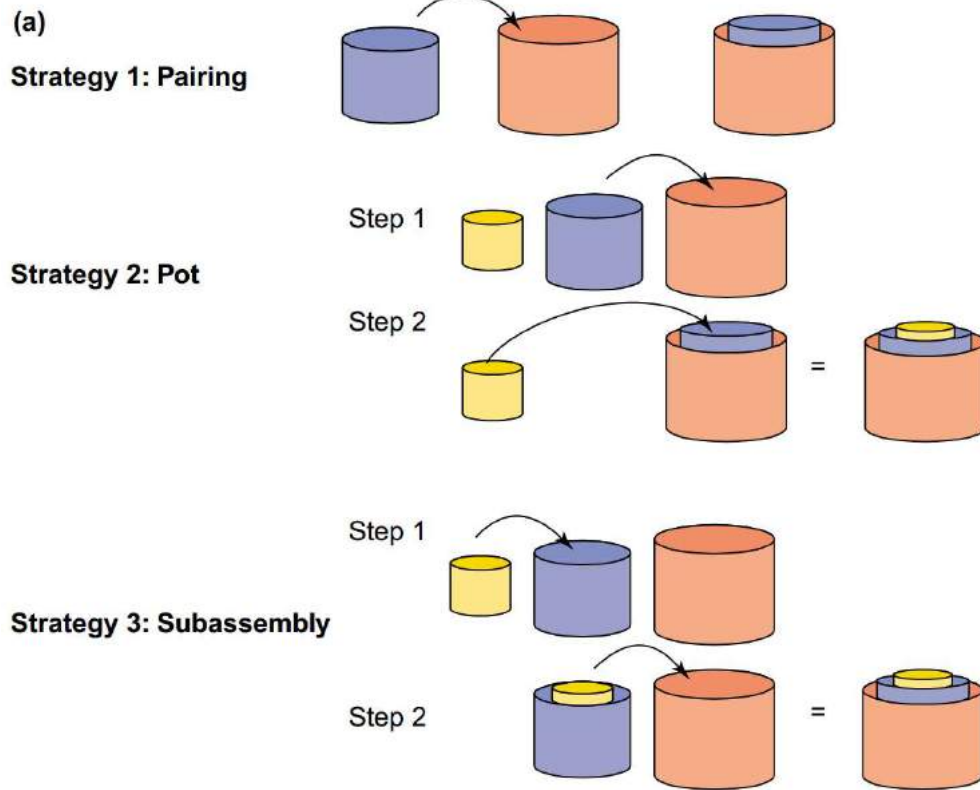 (a)
Strategy 1: Pairing
Step 1
Strategy 2: Pot
Step 2
=
Step 1
Strategy 3: Subassembly
Step 2
=